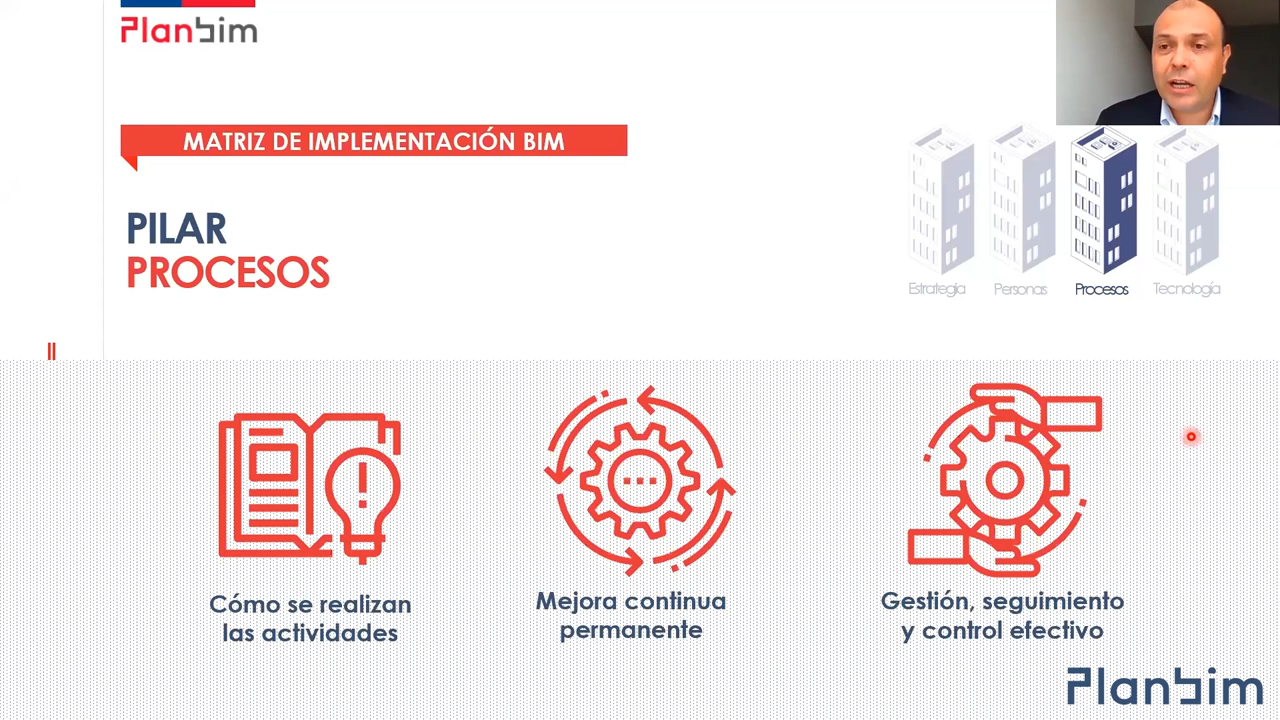 Planbim
MATRIZ DE IMPLEMENTACIÓN BIM
PILAR
PROCESOS
Estrategia
Personas
Procesos
Tecnología
Cómo se realizan
las actividades
Mejora continua
permanente
Gestión, seguimiento
y control efectivo
Planbim